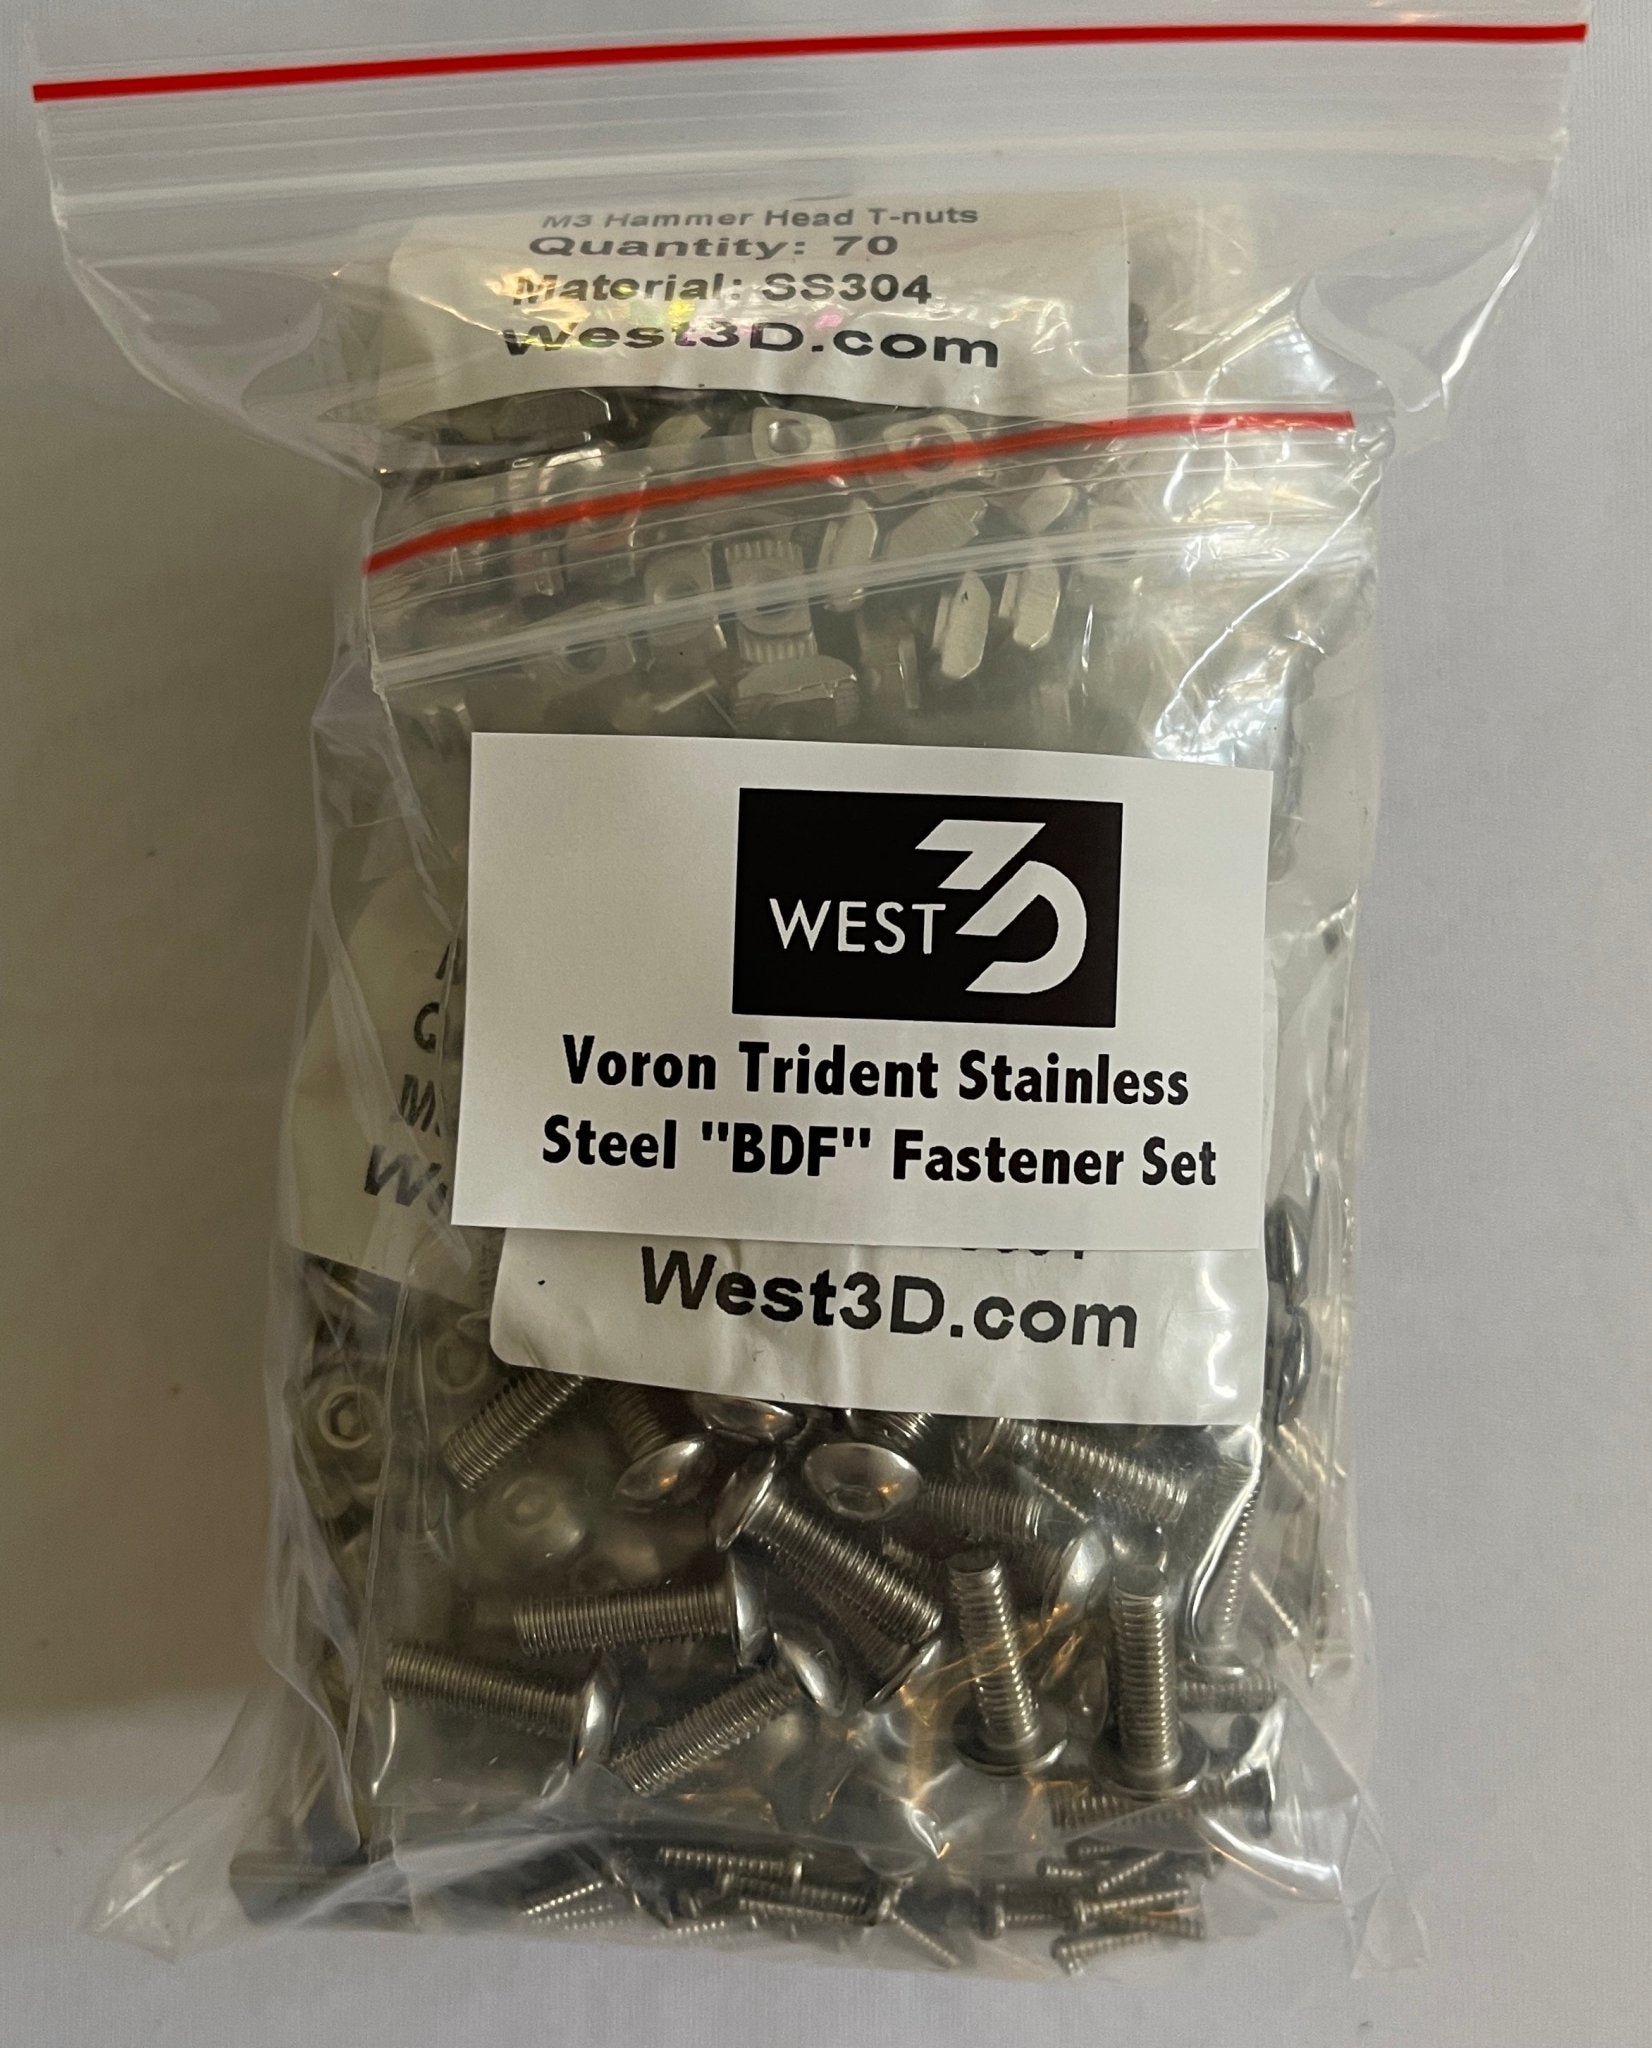 M3 Hammer Head T-nuts
Quantity: 70
Material: SS304
West3D.com
WEST 3D
Voron Trident Stainless
Steel "BDF" Fastener Set
West3D.com